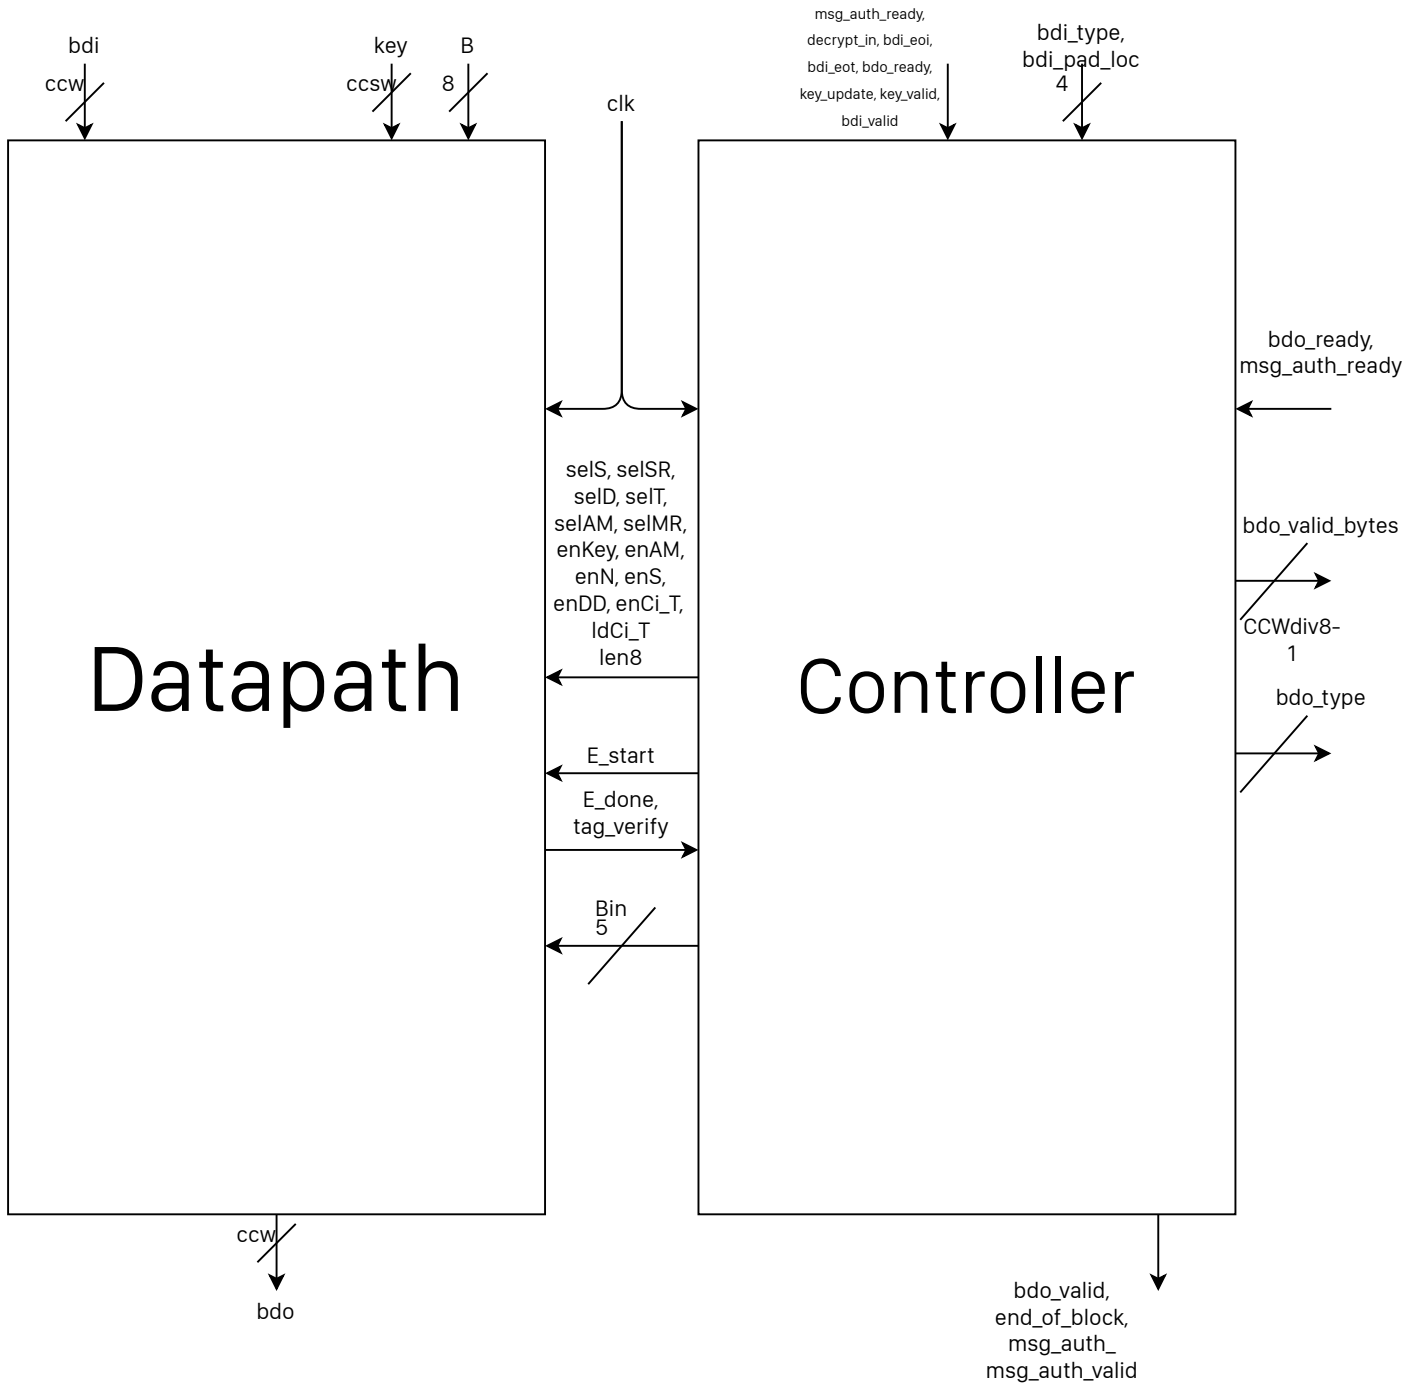 bdi
ccw
key
ccsw
B
8
clk
msg_auth_ready,
decrypt_in, bdi_eoi,
bdi_eot, bdo_ready,
key_update, key_valid,
bdi_valid
bdi_type,
bdi_pad_loc
4
bdo_ready,
msg_auth_ready
selS, selSR,
selD, selT,
selAM, selMR,
enKey, enAM,
enN, enS,
enDD, enCi_T,
ldCi_T
len8
bdo_valid_bytes
CCWdiv8-
1
Datapath
Controller
bdo_type
E_start
E_done,
tag_verify
Bin
5
ccw
bdo
bdo_valid,
end_of_block,
msg_auth_
msg_auth_valid